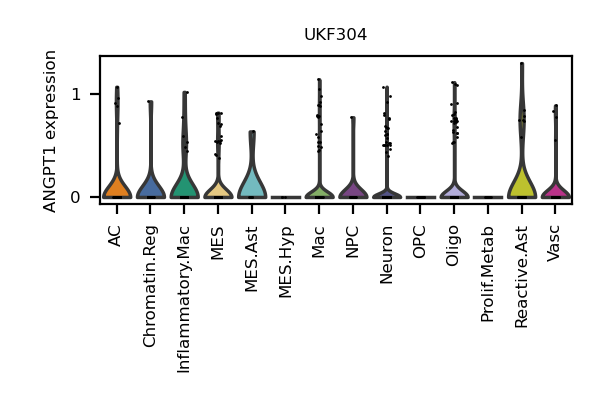 UKF304
ANGPT1 expression
1
0
AC
Chromatin.Reg
Inflammatory.Mac
MES
MES.Ast
MES.Hyp
Mac
NPC
Neuron
OPC
Oligo
Prolif.Metab
Reactive.Ast
Vasc